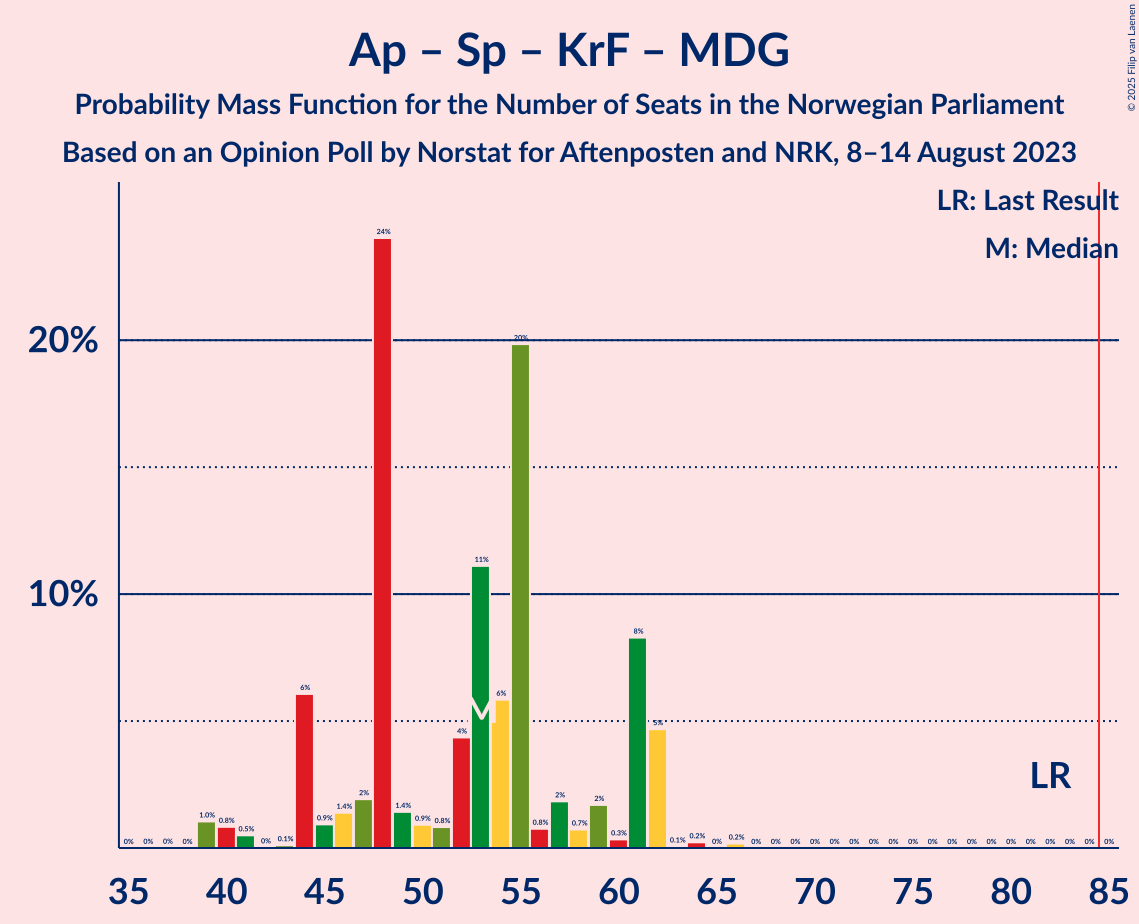 Ap – Sp – KrF – MDG
Probability Mass Function for the Number of Seats in the Norwegian Parliament
Based on an Opinion Poll by Norstat for Aftenposten and NRK, 8–14 August 2023
© 2025 Filip van Laenen
LR: Last Result
M: Median
20%
10%
0% 0% 0% 0% 1.0% 0.8% 0.5% 0% 0.1% 6% 0.9% 1.4% 2% 24% 1.4% 0.9% 0.8% 4% 11% 6% 20% 0.8% 2% 0.7% 2% 0.3% 8% 5% 0.1% 0.2% 0% 0.2% 0% 0% 0% 0% 0% 0% 0% 0% 0% 0% 0% 0% 0% 0% 0% 0% 0% 0% 0%
M
LR
35 40 45 50 55 60 65 70 75 80 85